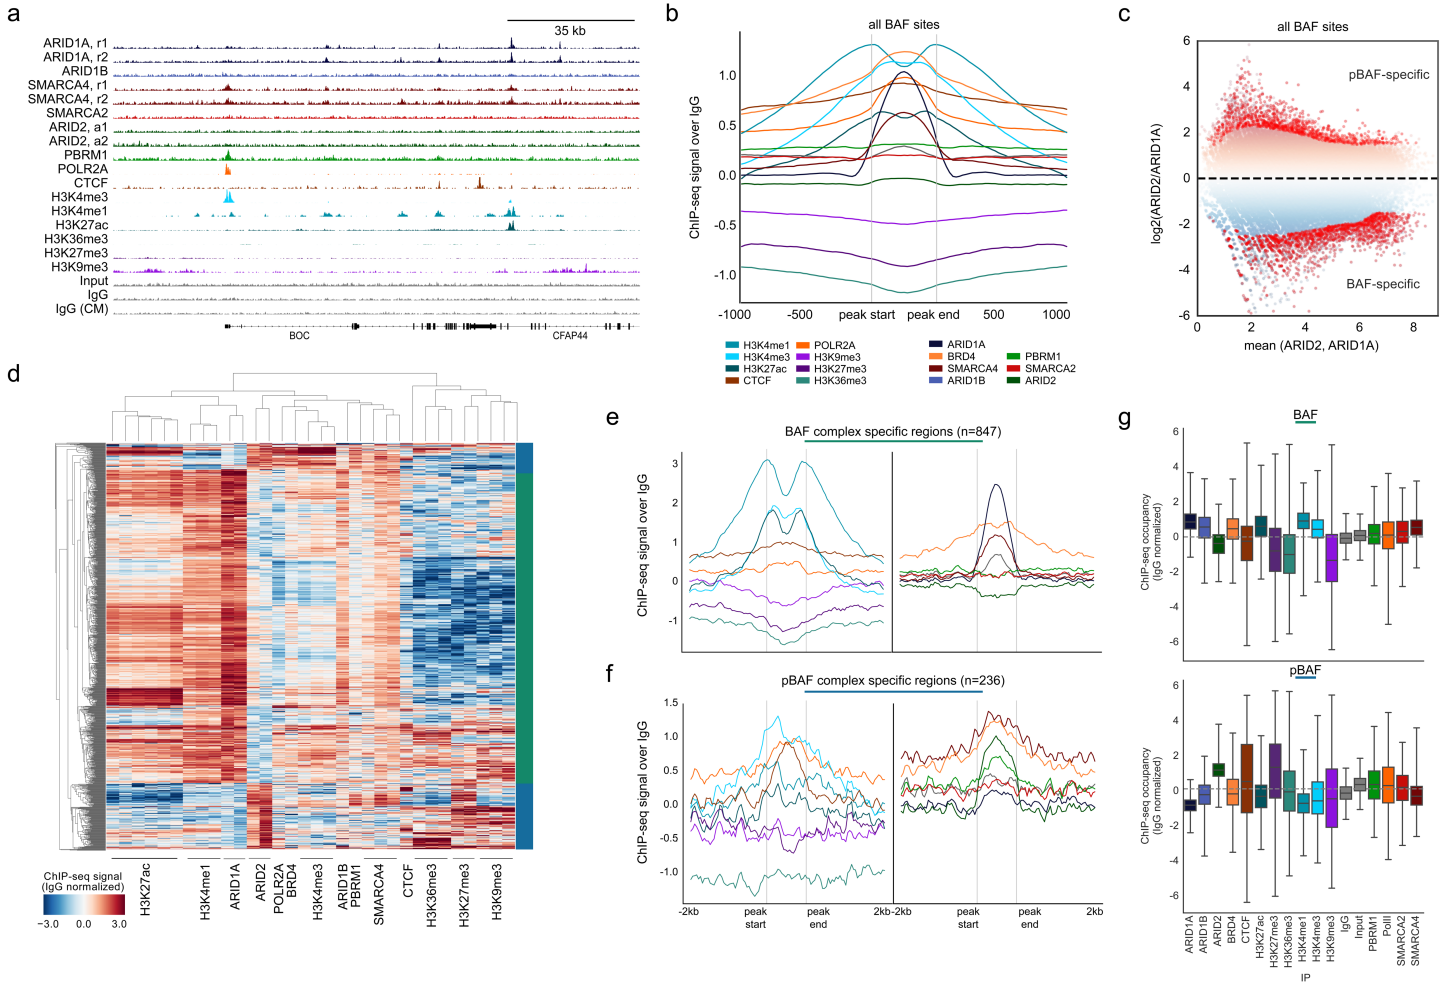 a
35 kb
ARID1A, r1
ARID1A, r2
ARID1B
SMARCA4, r1
SMARCA4, r2
SMARCA2
ARID2, a1
ARID2, a2
PBRM1
POLR2A
CTCF
H3K4me3
H3K4me1
H3K27ac
H3K36me3
H3K27me3
H3K9me3
Input
IgG
IgG (CM)
BOC
CFAP44
b
all BAF sites
ChIP-seq signal over IgG
1.0
0.5
0.0
-0.5
-1.0
-1000
-500
peak start
peak end
500
1000
H3K4me1
H3K4me3
H3K27ac
CTCF
POLR2A
H3K9me3
H3K27me3
H3K36me3
ARID1A
BRD4
SMARCA4
ARID1B
PBRM1
SMARCA2
ARID2
c
all BAF sites
pBAF-specific
BAF-specific
log2(ARID2/ARID1A)
6
4
2
0
-2
-4
-6
0
2
4
6
8
mean (ARID2, ARID1A)
d
H3K27ac
H3K4me1
ARID1A
ARID2
POLR2A
BRD4
H3K4me3
ARID1B
PBRM1
SMARCA4
CTCF
H3K36me3
H3K27me3
H3K9me3
ChIP-seq signal
(IgG normalized)
−3.0
0.0
3.0
e
BAF complex specific regions (n=847)
ChIP-seq signal over IgG
3
2
1
0
-1
f
pBAF complex specific regions (n=236)
ChIP-seq signal over IgG
1.5
1.0
0.5
0.0
-0.5
-1.0
-2kb
peak
start
peak
end
2kb
-2kb
peak
start
peak
end
2kb
g
BAF
ChIP-seq occupancy
(IgG normalized)
6
4
2
0
-2
-4
-6
pBAF
ChIP-seq occupancy
(IgG normalized)
6
4
2
0
-2
-4
-6
ARID1A
ARID1B
ARID2
BRD4
CTCF
H3K27ac
H3K27me3
H3K36me3
H3K4me1
H3K4me3
H3K9me3
IgG
Input
PBRM1
PolII
SMARCA2
SMARCA4
IP